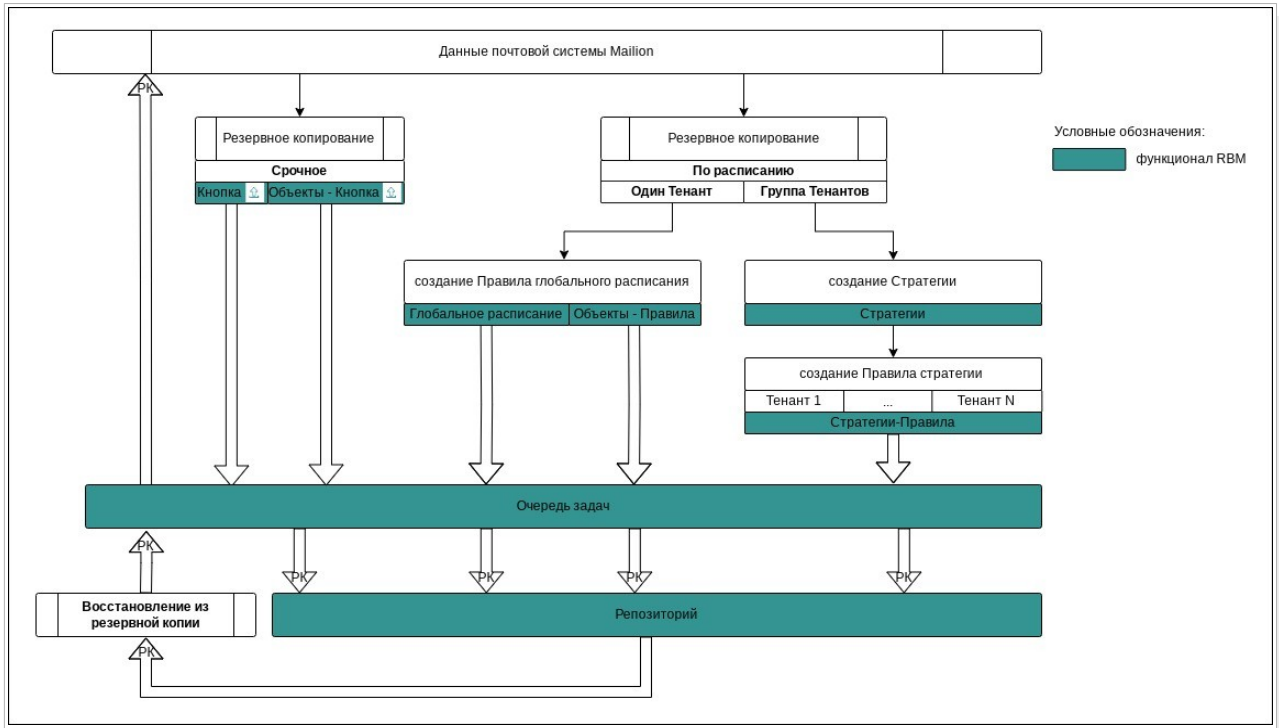 Данные почтовой системы Mailion
РК
Резервное копирование
Срочное
Кнопка
Объекты - Кнопка
Резервное копирование
По расписанию
Один Тенант
Группа Тенантов
Условные обозначения:
функционал RBM
создание Правила глобального расписания
Глобальное расписание
Объекты - Правила
создание Стратегии
Стратегии
создание Правила стратегии
Тенант 1
...
Тенант N
Стратегии-Правила
Очередь задач
РК
РК
РК
РК
РК
Восстановление из
резервной копии
Репозиторий
РК